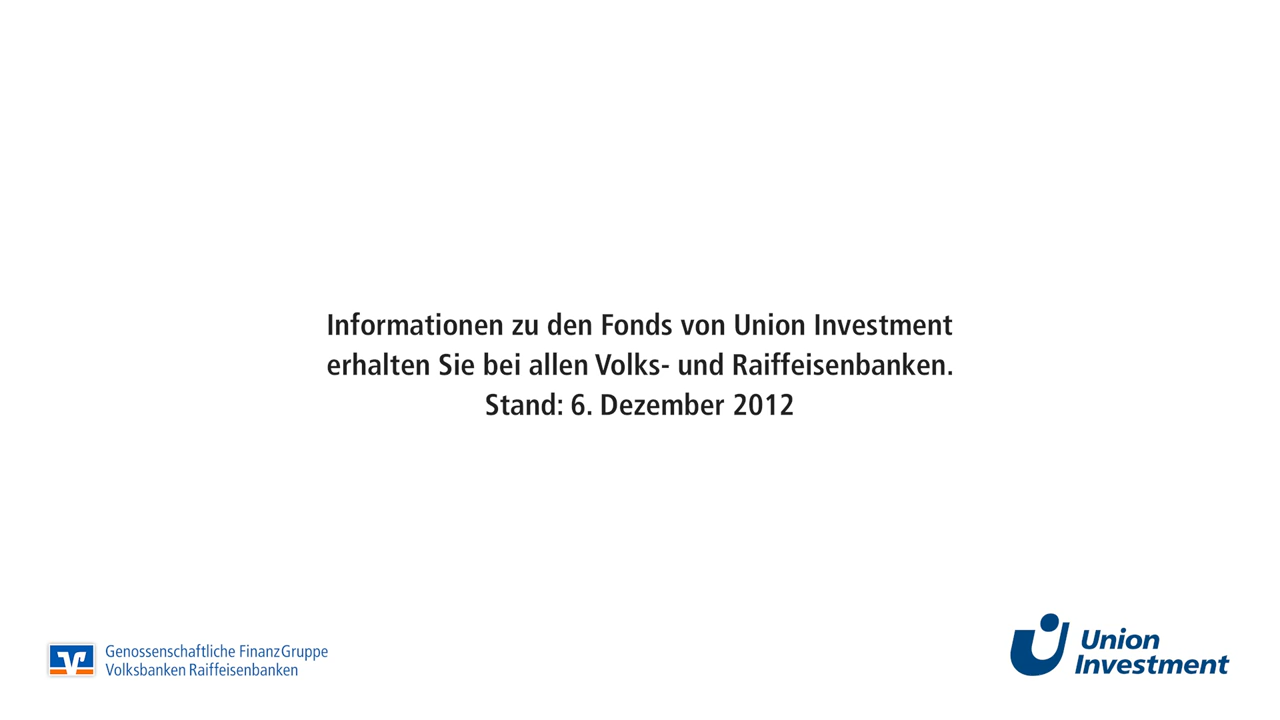 Informationen zu den Fonds von Union Investment
erhalten Sie bei allen Volks- und Raiffeisenbanken.
Stand: 6. Dezember 2012
Genossenschaftliche FinanzGruppe
Volksbanken Raiffeisenbanken
Union
Investment